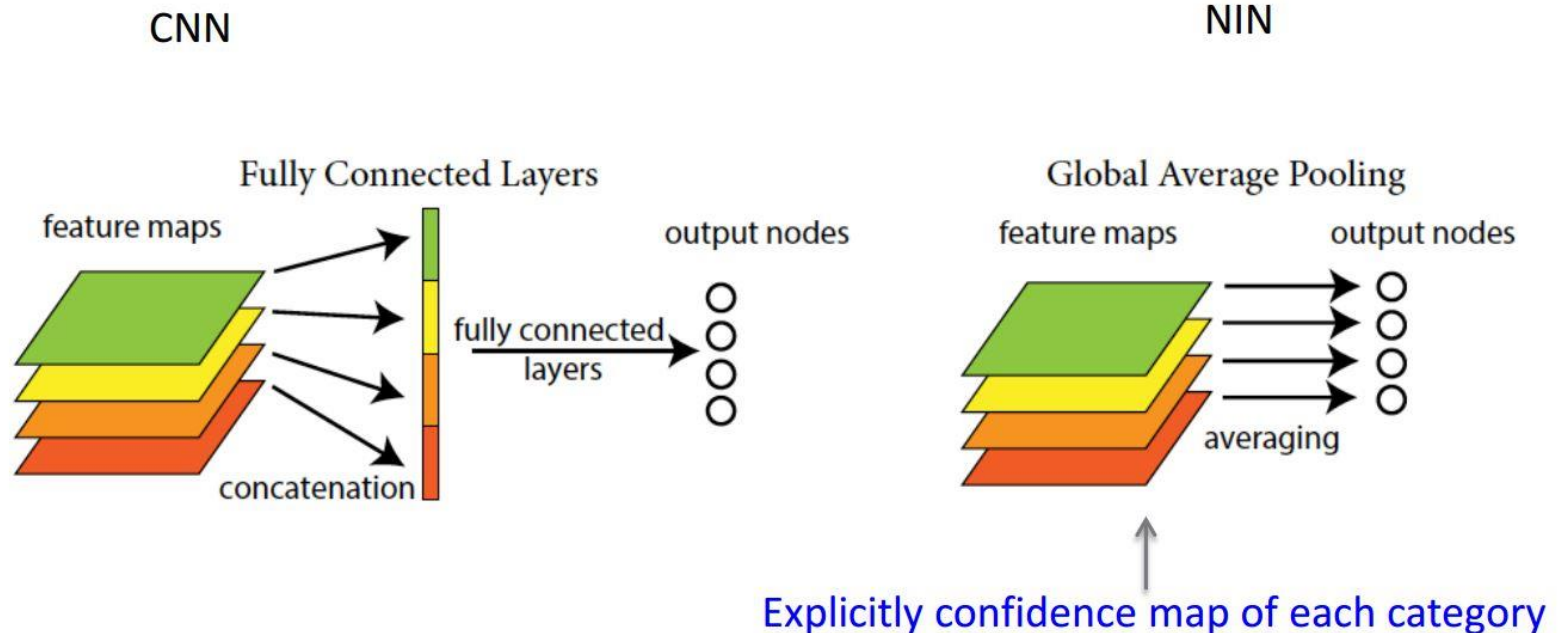 CNN
NIN
Fully Connected Layers
feature maps
output nodes
fully connected
layers
concatenation
Global Average Pooling
feature maps
output nodes
averaging
Explicitly confidence map of each category